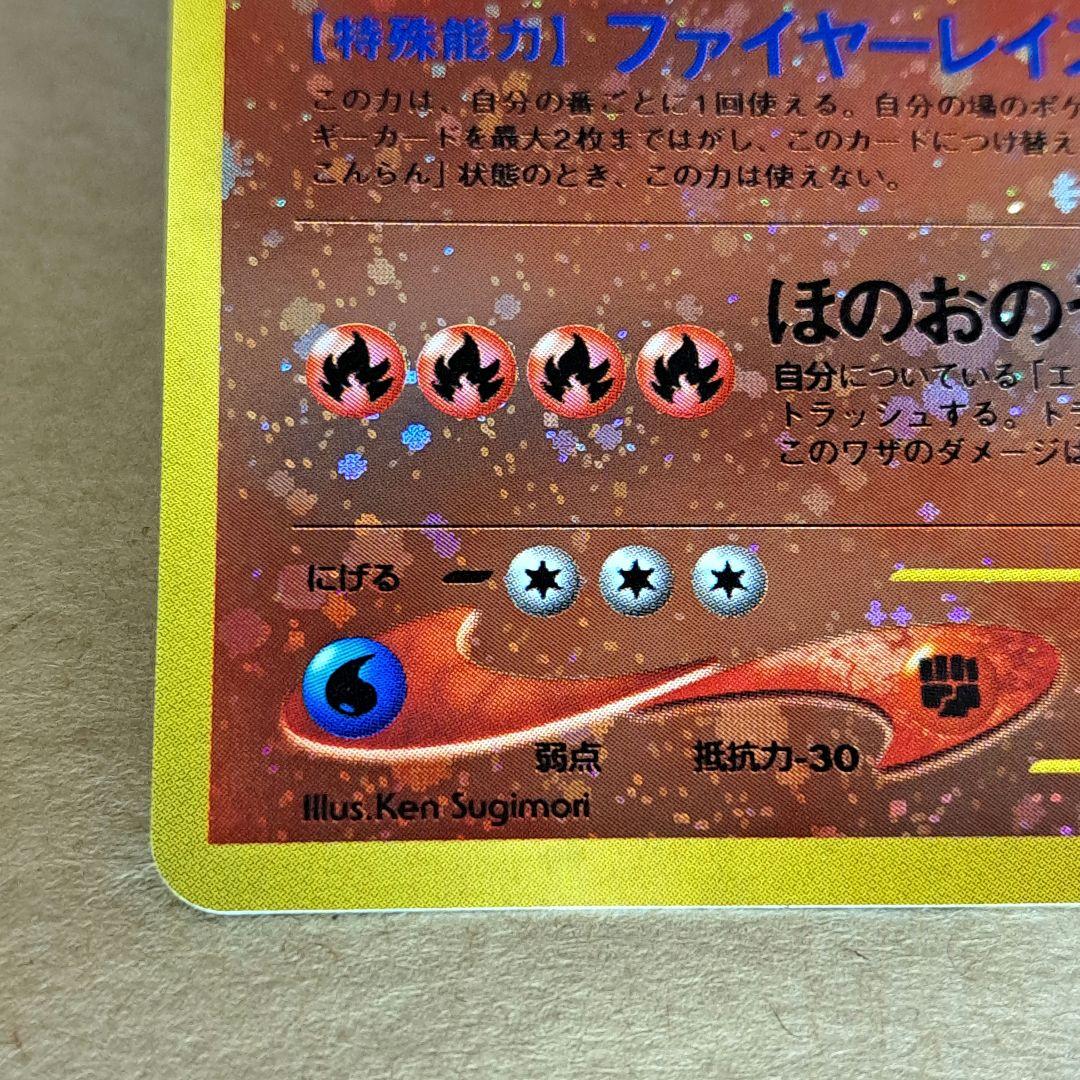 【特殊能力】ファイヤーレイン
この力は、自分の番ごとに1回使える。自分の場のポケ
ギーカードを最大2枚まではがし、このカードにつけ替え
こんらん」状態のとき、この力は使えない。
ほのおの
自分についている「エ
トラッシュする。トラ
このワザのダメージは
にげる
弱点 抵抗力-30
Illus.Ken Sugimori